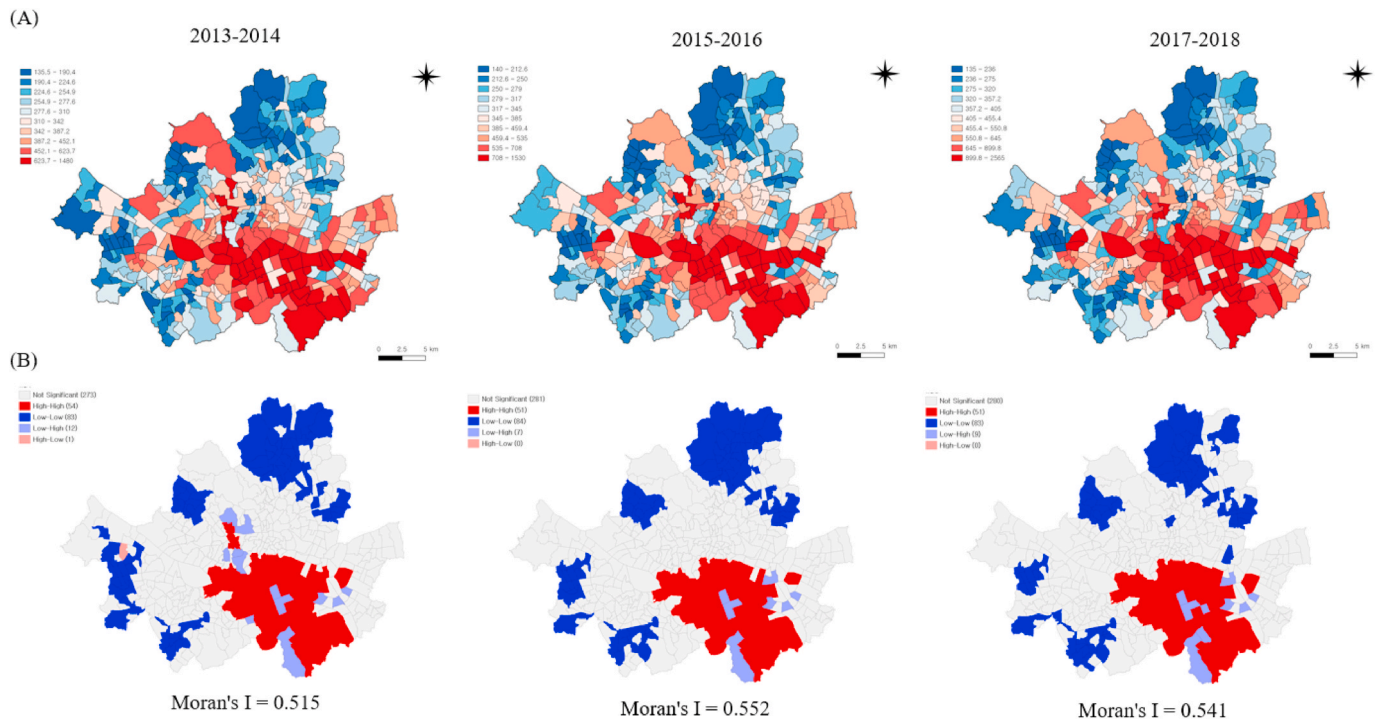 (A)
2013-2014
2015-2016
2017-2018
135.5 - 190.4
190.4 - 224.6
224.6 - 254.9
254.9 - 277.6
277.6 - 310
310 - 342
342 - 387.2
387.2 - 452.1
452.1 - 623.7
623.7 - 1480
140 - 212.6
212.6 - 250
250 - 279
279 - 317
317 - 345
345 - 385
385 - 459.4
459.4 - 535
535 - 708
708 - 1530
135 - 236
236 - 275
275 - 320
320 - 357.2
357.2 - 405
405 - 455.4
455.4 - 550.8
550.8 - 645
645 - 899.8
899.8 - 2565
0 2.5 5 km
0 2.5 5 km
0 2.5 5 km
(B)
Not Significant (273)
High-High (54)
Low-Low (83)
Low-High (12)
High-Low (1)
Not Significant (281)
High-High (51)
Low-Low (84)
Low-High (7)
High-Low (0)
Not Significant (280)
High-High (51)
Low-Low (83)
Low-High (9)
High-Low (0)
Moran's I = 0.515
Moran's I = 0.552
Moran's I = 0.541